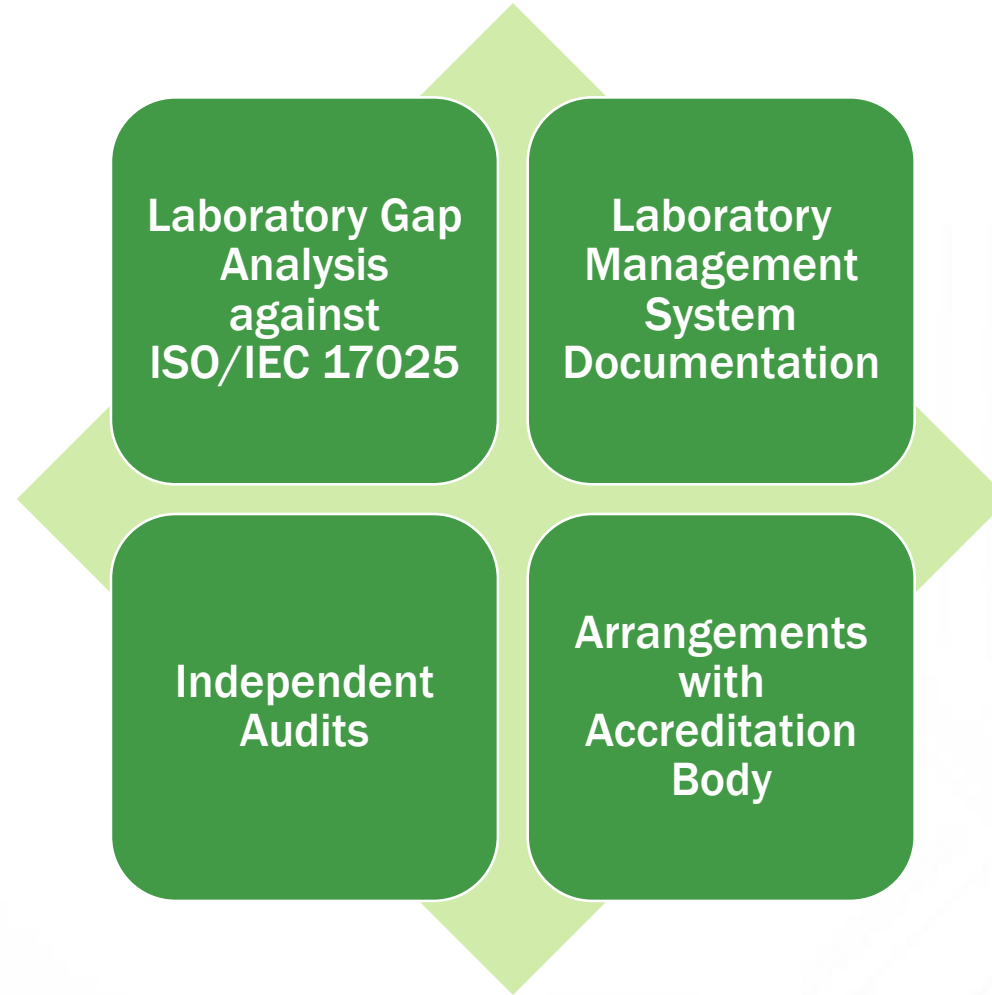 Laboratory Gap
Analysis
against
ISO/IEC 17025
Laboratory
Management
System
Documentation
Independent
Audits
Arrangements
with
Accreditation
Body